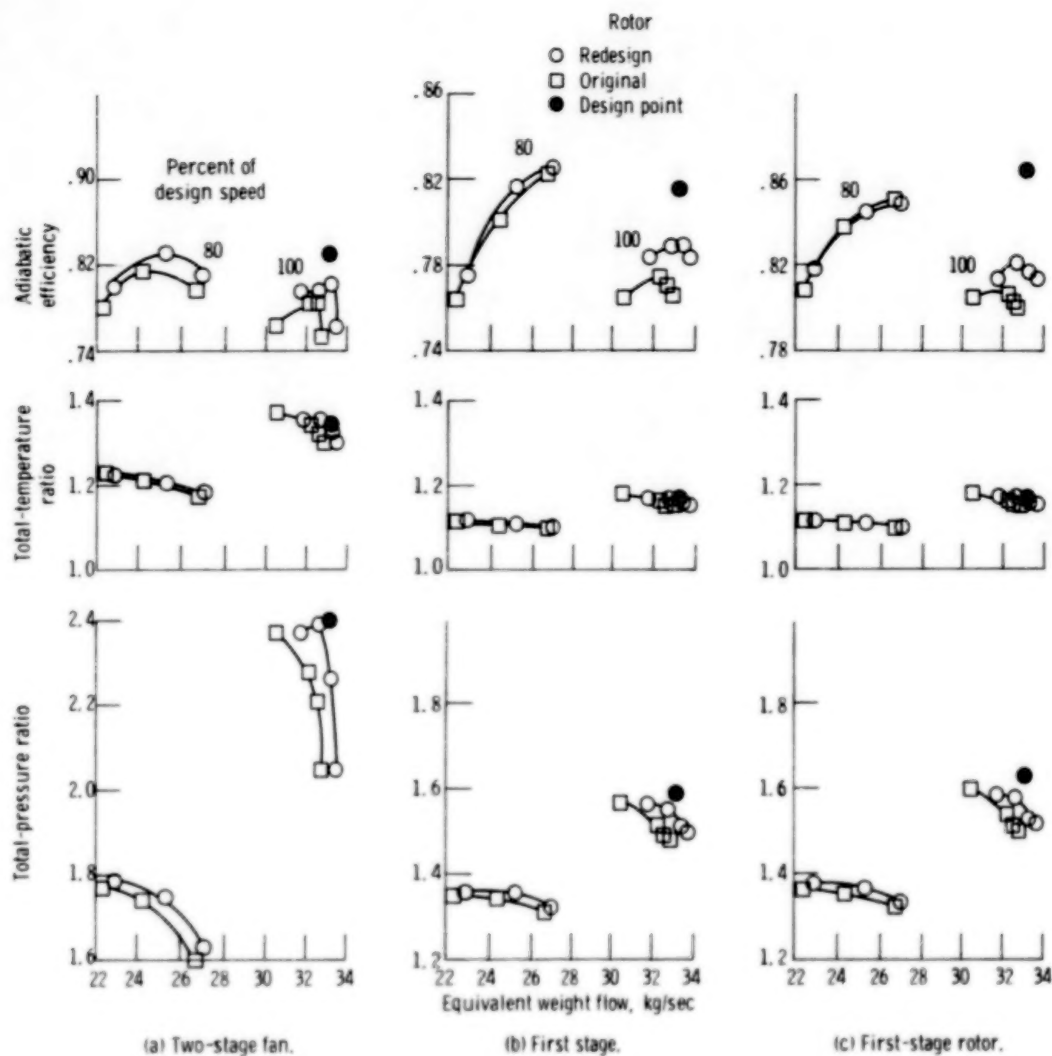 Rotor
Redesign
Original
Design point
.90
.82
.74
Adiabatic efficiency
Percent of
design speed
80
100
.86
.82
.78
.74
80
100
.86
.82
.78
80
100
1.4
1.2
1.0
Total-temperature
ratio
1.4
1.2
1.0
1.4
1.2
1.0
2.4
2.2
2.0
1.8
1.6
Total-pressure ratio
1.8
1.6
1.4
1.2
1.8
1.6
1.4
1.2
22 24 26 28 30 32 34
22 24 26 28 30 32 34
22 24 26 28 30 32 34
Equivalent weight flow, kg/sec
(a) Two-stage fan.
(b) First stage.
(c) First-stage rotor.